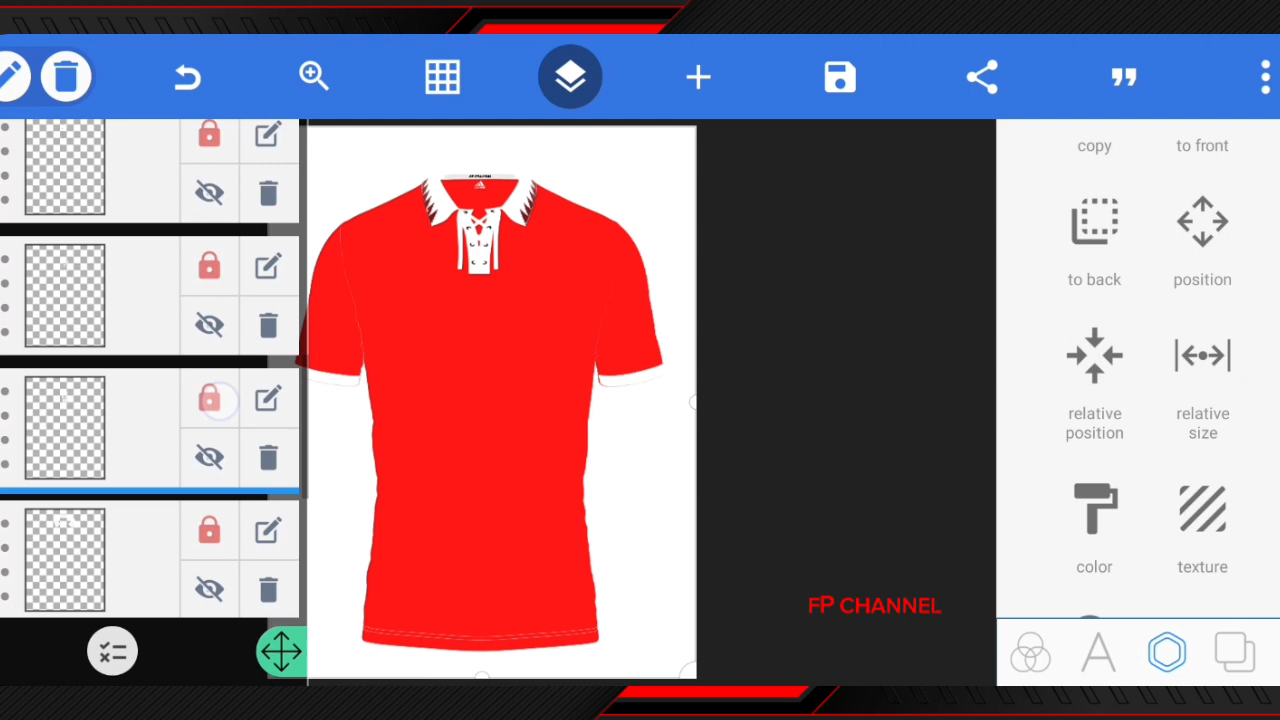 copy
to front
to back
position
relative
position
relative
size
color
texture
FP CHANNEL